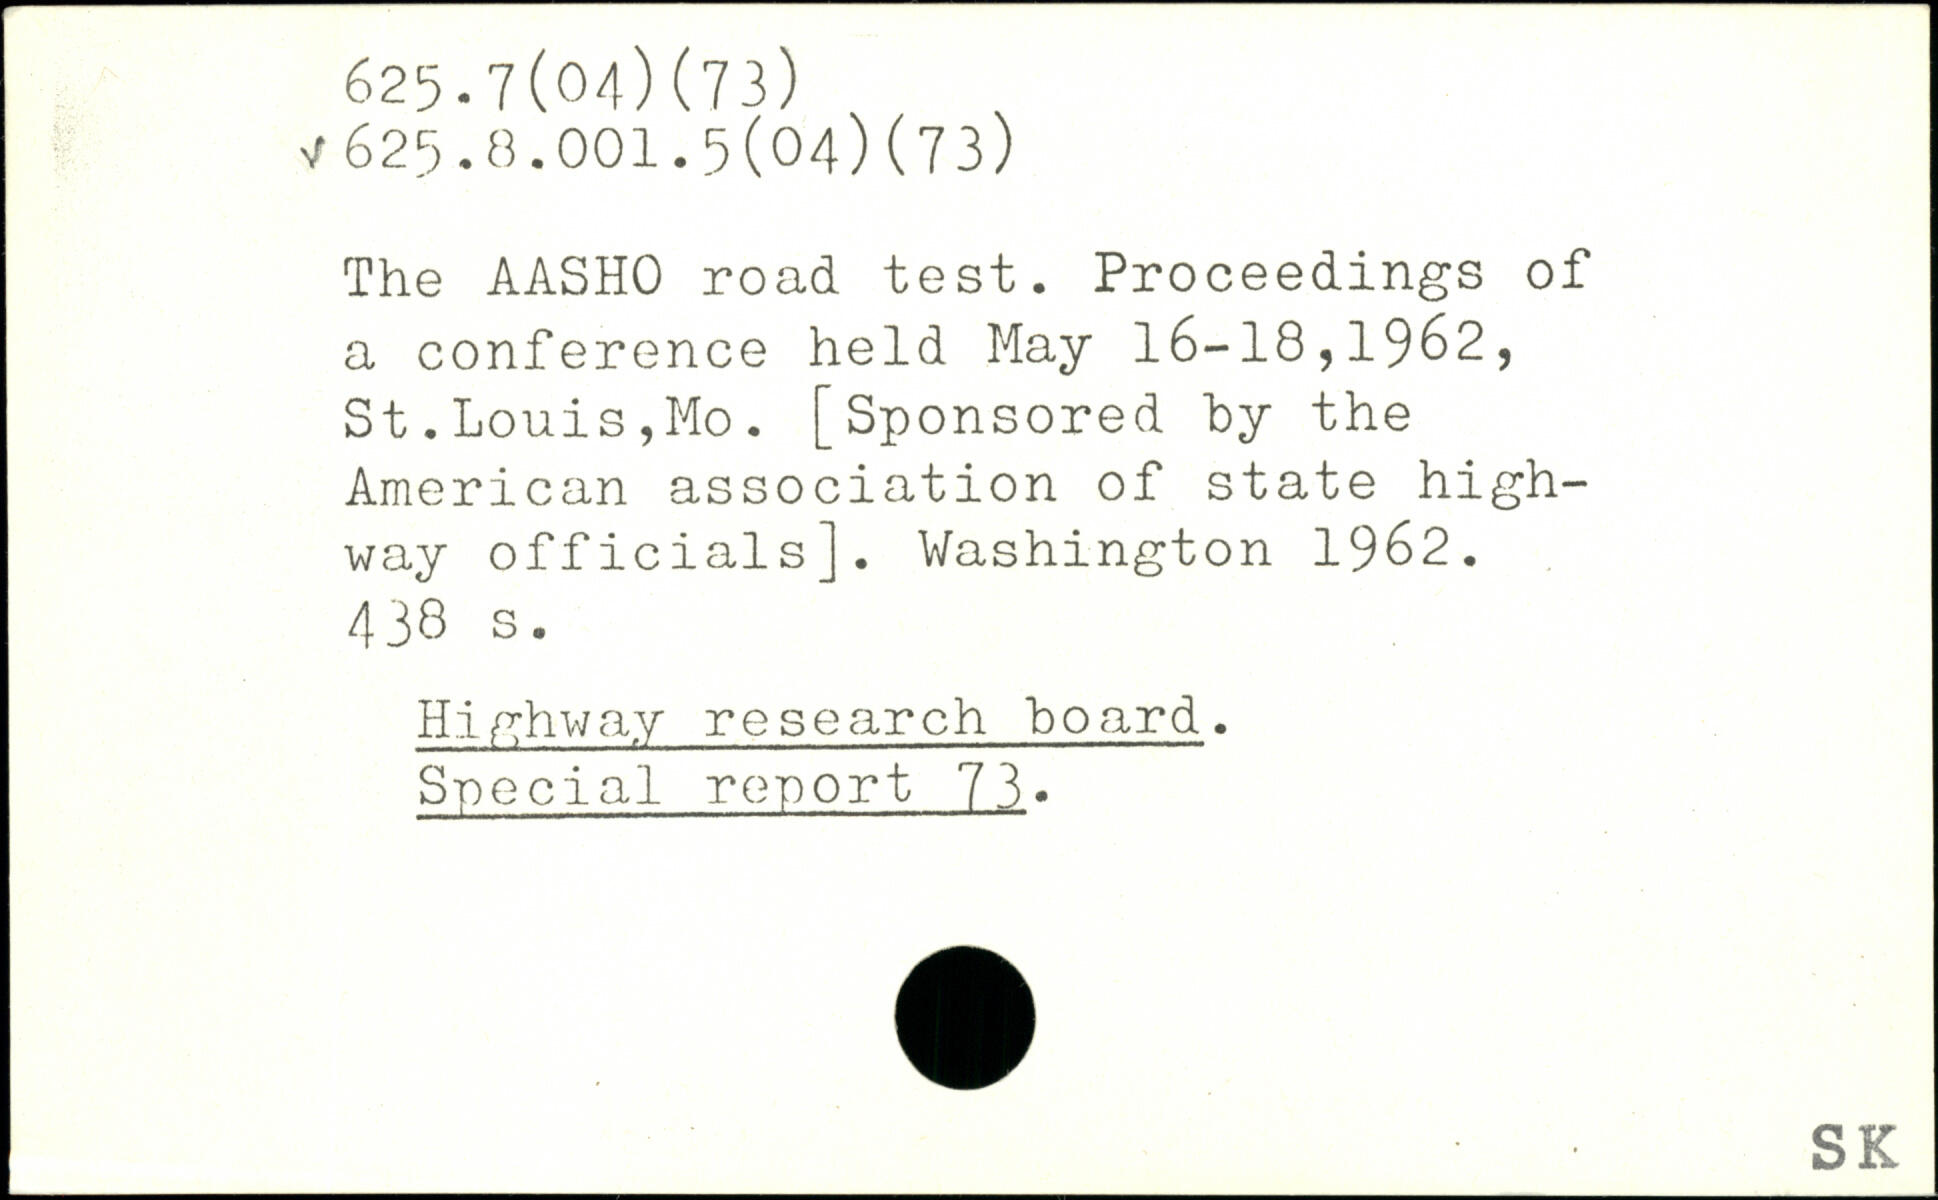 625.7(04)(73)
✓ 625.8.001.5(04)(73)
The AASHO road test. Proceedings of
a conference held May 16-18,1962,
St.Louis,Mo. [Sponsored by the
American association of state high-
way officials]. Washington 1962.
438 s.
Highway research board.
Special report 73.
SK